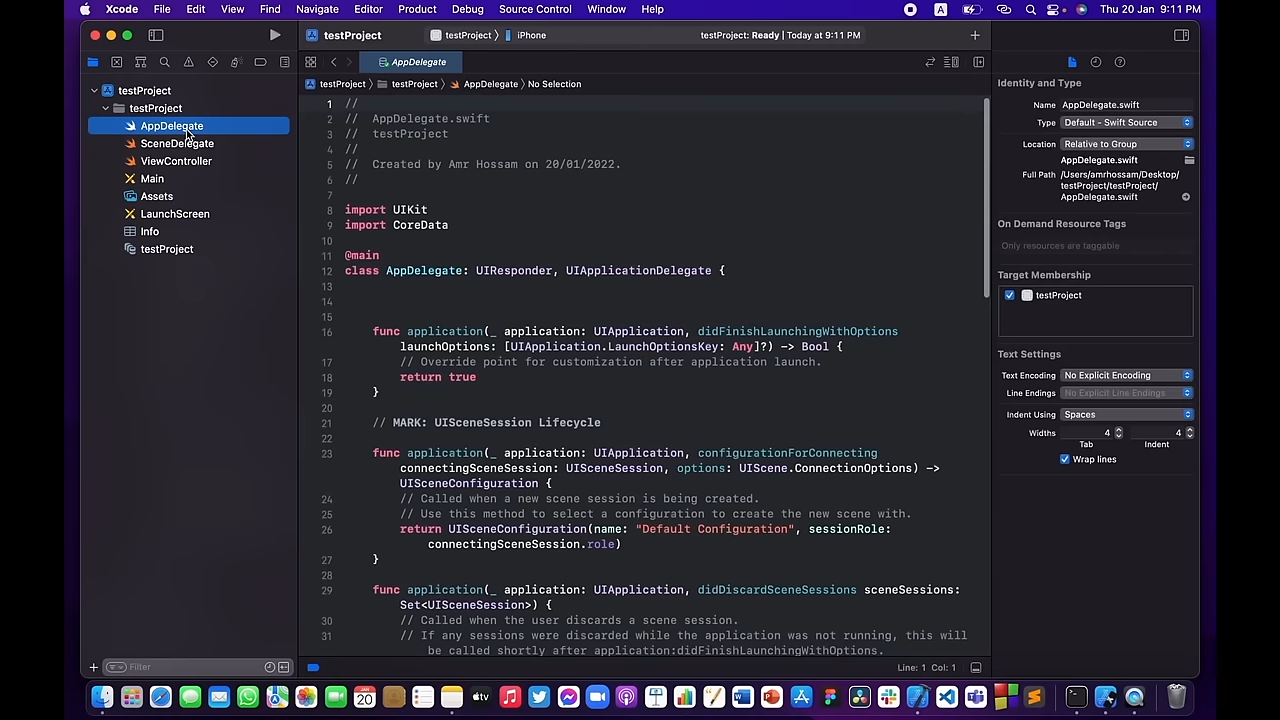 Xcode File Edit View Find Navigate Editor Product Debug Source Control Window Help A Thu 20 Jan 9:11 PM
testProject testProject iPhone testProject: Ready | Today at 9:11 PM
AppDelegate
testProject testProject AppDelegate No Selection
testProject
testProject
AppDelegate
SceneDelegate
ViewController
Main
Assets
LaunchScreen
Info
testProject
Filter
1 //
2 // AppDelegate.swift
3 // testProject
4 //
5 // Created by Amr Hossam on 20/01/2022.
6 //
7
8 import UIKit
9 import CoreData
10
11 @main
12 class AppDelegate: UIResponder, UIApplicationDelegate {
13
14
15
16 func application(_ application: UIApplication, didFinishLaunchingWithOptions
launchOptions: [UIApplication.LaunchOptionsKey: Any]?) -> Bool {
17 // Override point for customization after application launch.
18 return true
19 }
20
21 // MARK: UISceneSession Lifecycle
22
23 func application(_ application: UIApplication, configurationForConnecting
connectingSceneSession: UISceneSession, options: UIScene.ConnectionOptions) ->
UISceneConfiguration {
24 // Called when a new scene session is being created.
25 // Use this method to select a configuration to create the new scene with.
26 return UISceneConfiguration(name: "Default Configuration", sessionRole:
connectingSceneSession.role)
27 }
28
29 func application(_ application: UIApplication, didDiscardSceneSessions sceneSessions:
Set<UISceneSession>) {
30 // Called when the user discards a scene session.
31 // If any sessions were discarded while the application was not running, this will
be called shortly after application:didFinishLaunchingWithOptions.
Line: 1 Col: 1
Identity and Type
Name AppDelegate.swift
Type Default - Swift Source
Location Relative to Group
AppDelegate.swift
Full Path /Users/amrhossam/Desktop/
testProject/testProject/
AppDelegate.swift
On Demand Resource Tags
Only resources are taggable
Target Membership
testProject
Text Settings
Text Encoding No Explicit Encoding
Line Endings No Explicit Line Endings
Indent Using Spaces
Widths 4 4
Tab Indent
Wrap lines
JAN
20
tv